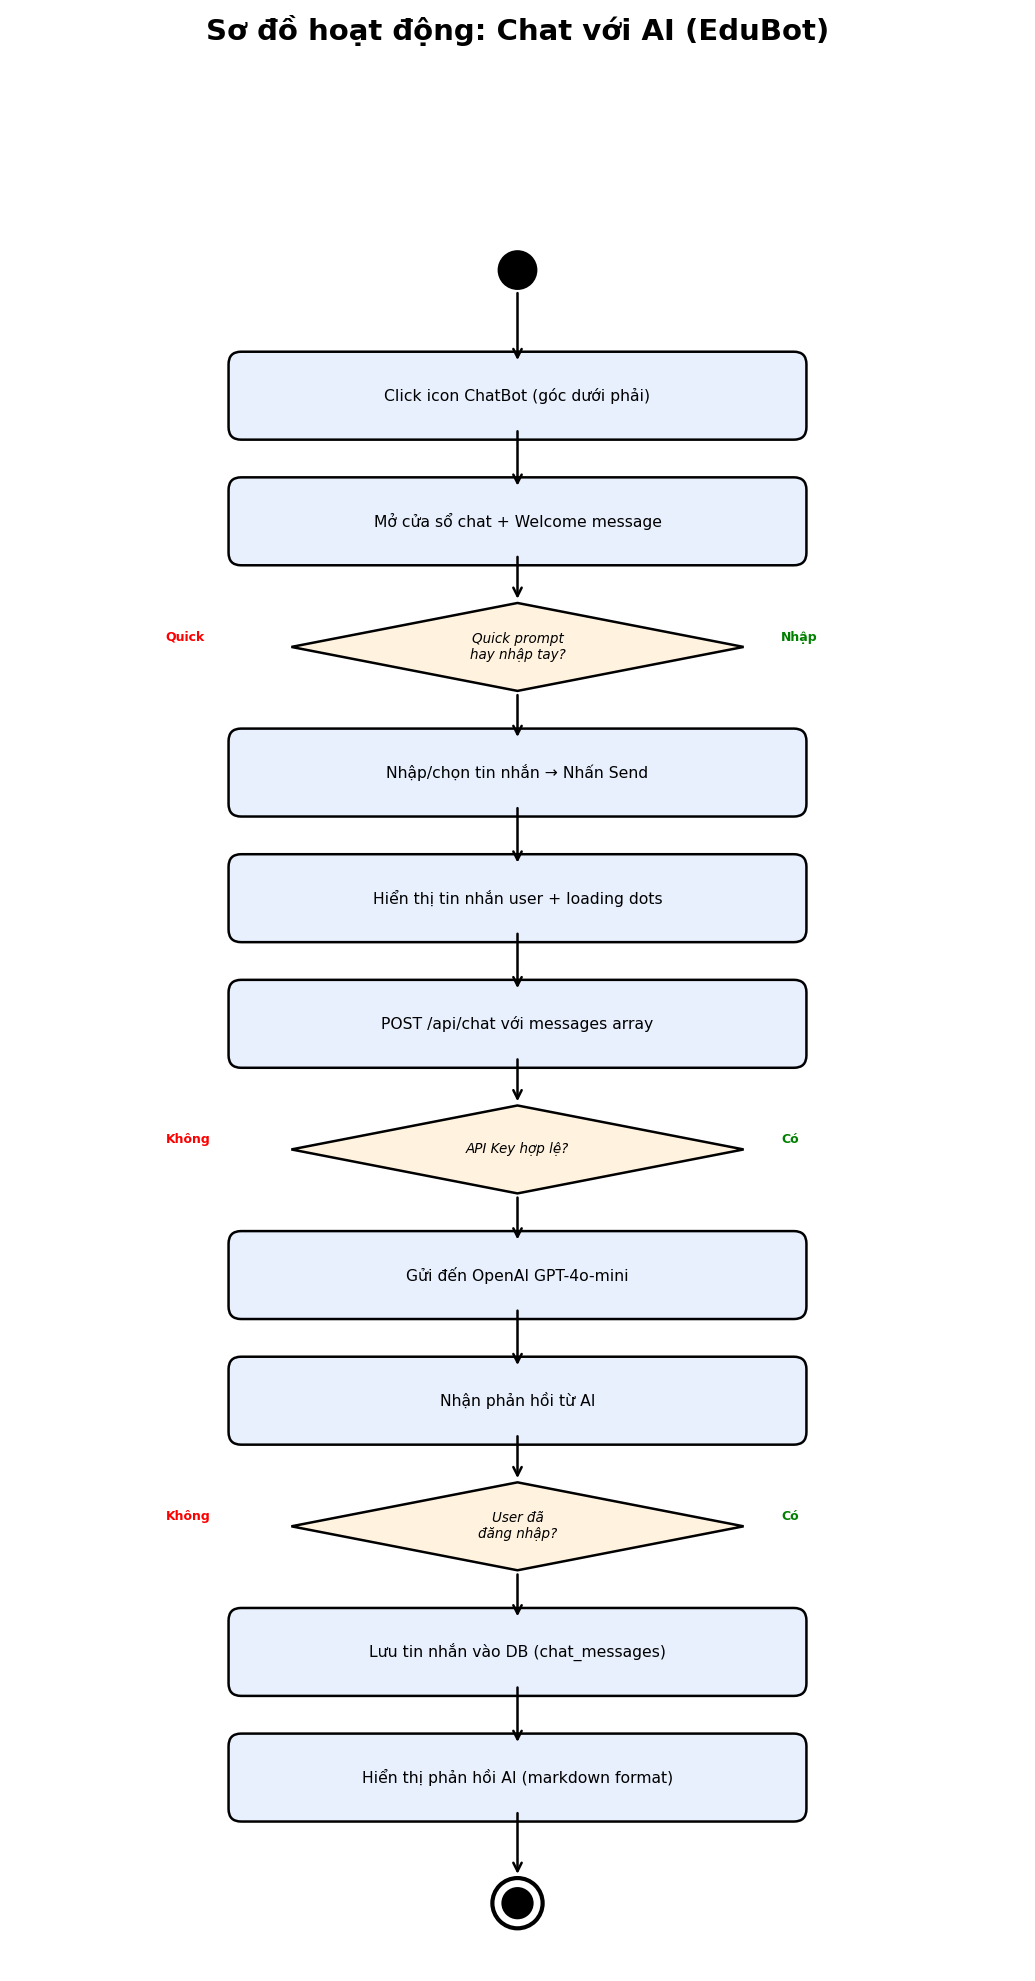 Sơ đồ hoạt động: Chat với AI (EduBot)
Click icon ChatBot (góc dưới phải)
Mở cửa sổ chat + Welcome message
Quick
Quick prompt
hay nhập tay?
Nhập
Nhập/chọn tin nhắn → Nhấn Send
Hiển thị tin nhắn user + loading dots
POST /api/chat với messages array
Không
API Key hợp lệ?
Có
Gửi đến OpenAI GPT-4o-mini
Nhận phản hồi từ AI
Không
User đã
đăng nhập?
Có
Lưu tin nhắn vào DB (chat_messages)
Hiển thị phản hồi AI (markdown format)